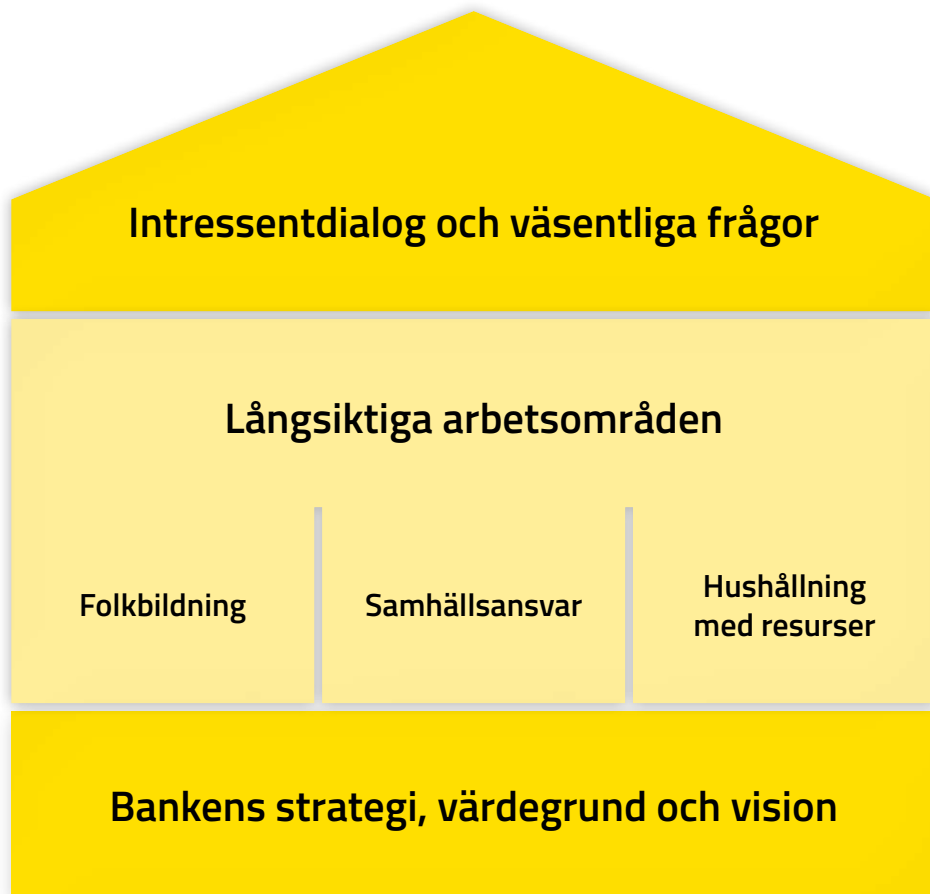 Intressentdialog och väsentliga frågor
Långsiktiga arbetsområden
Folkbildning
Samhällsansvar
Hushållning
med resurser
Bankens strategi, värdegrund och vision